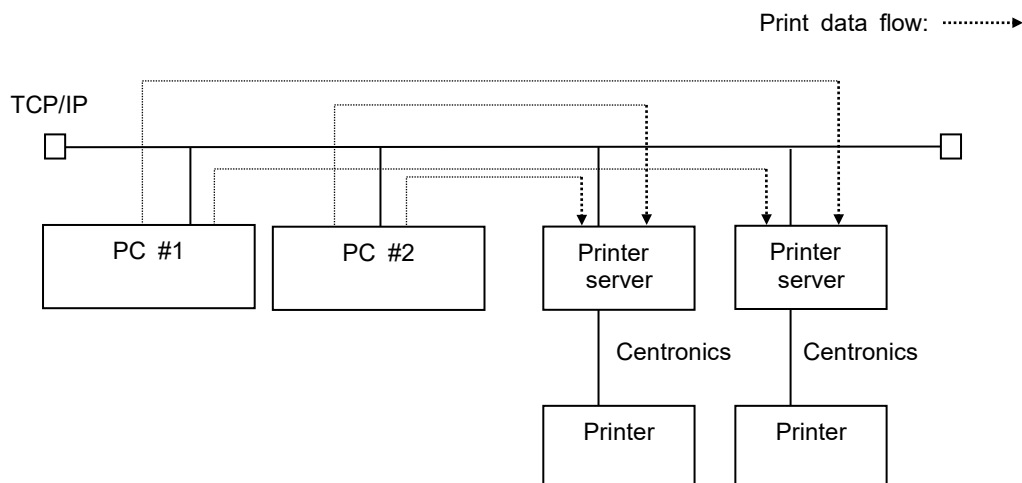 Print data flow:
TCP/IP
PC #1
PC #2
Printer
server
Printer
server
Centronics
Centronics
Printer
Printer